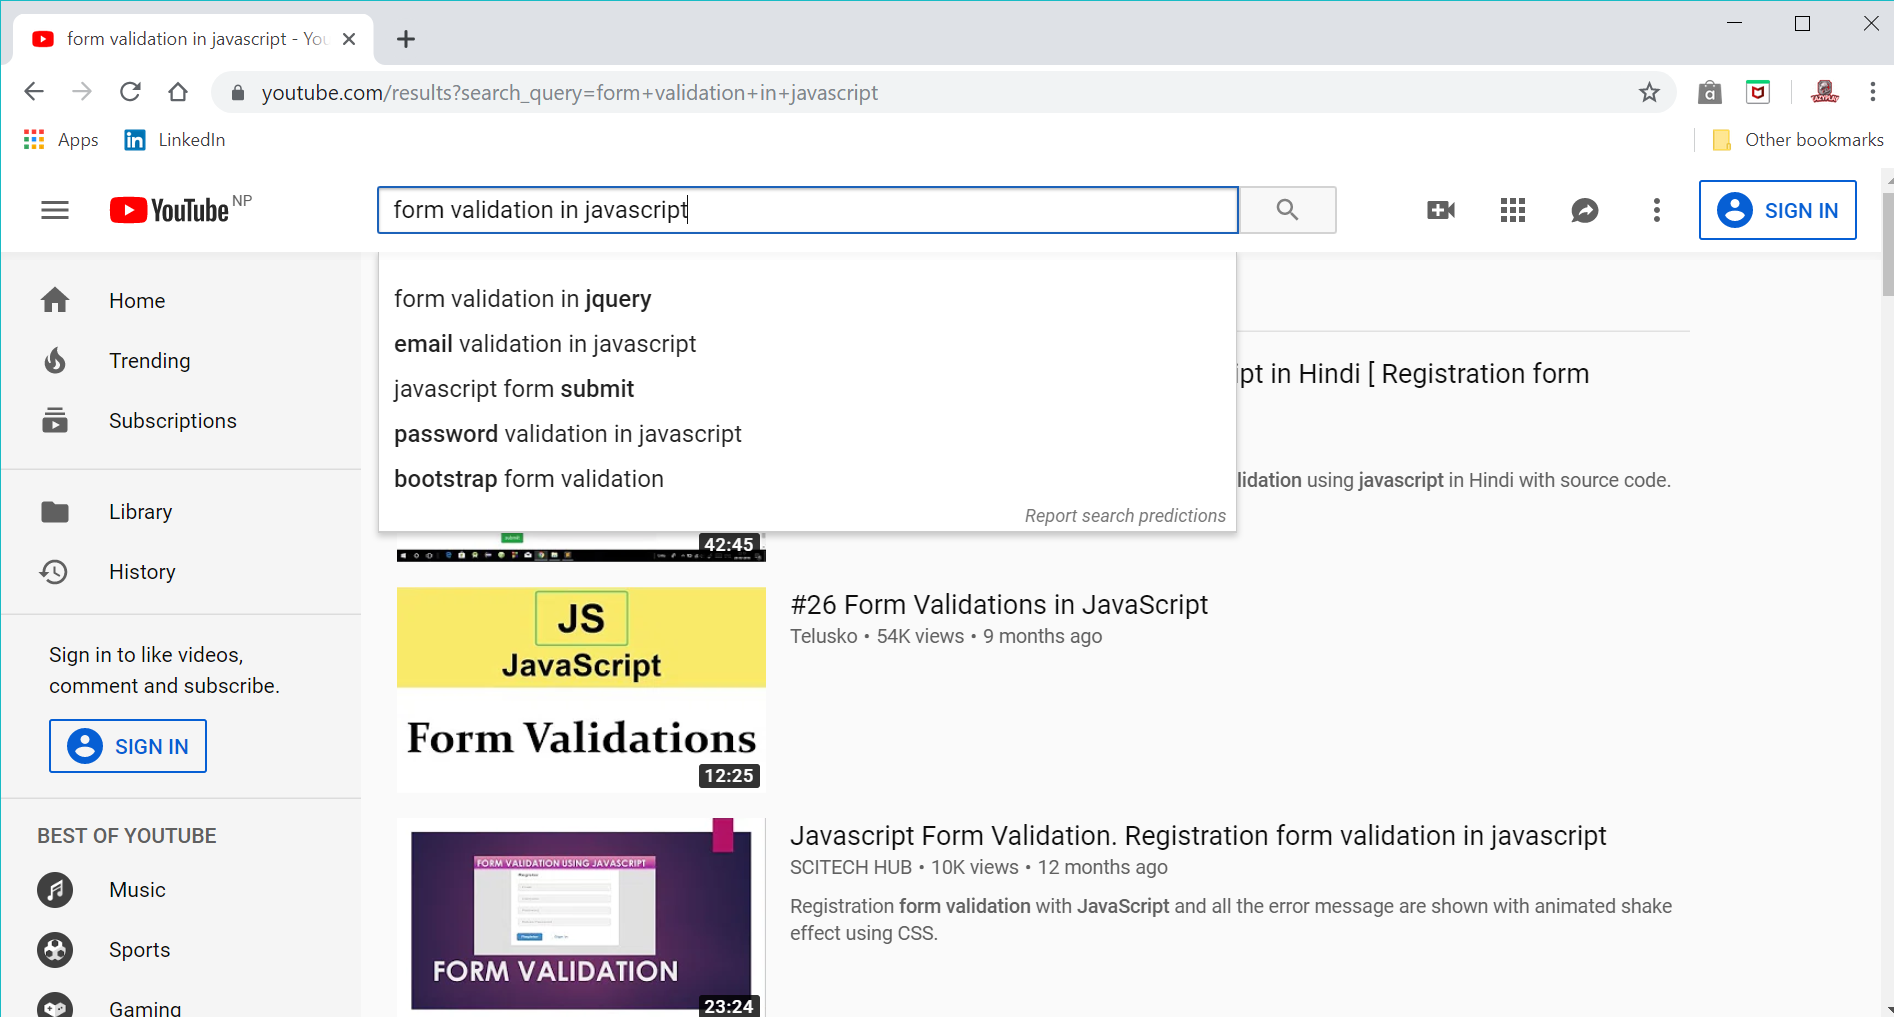 form validation in javascript - You
youtube.com/results?search_query=form+validation+in+javascript
Apps
LinkedIn
Other bookmarks
YouTube NP
form validation in javascript
SIGN IN
form validation in jquery
email validation in javascript
javascript form submit
password validation in javascript
bootstrap form validation
Report search predictions
Home
Trending
Subscriptions
Library
History
Sign in to like videos,
comment and subscribe.
SIGN IN
BEST OF YOUTUBE
Music
Sports
Gaming
ipt in Hindi [ Registration form
lidation using javascript in Hindi with source code.
42:45
JS
JavaScript
Form Validations
12:25
#26 Form Validations in JavaScript
Telusko • 54K views • 9 months ago
FORM VALIDATION USING JAVASCRIPT
Register
FORM VALIDATION
23:24
Javascript Form Validation. Registration form validation in javascript
SCITECH HUB • 10K views • 12 months ago
Registration form validation with JavaScript and all the error message are shown with animated shake
effect using CSS.